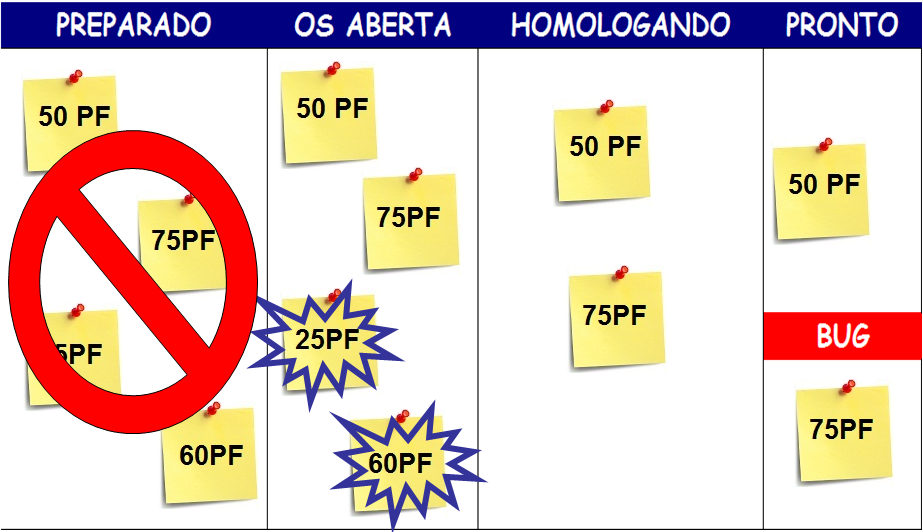 PREPARADO
OS ABERTA
HOMOLOGANDO
PRONTO
50 PF
75PF
5PF
60PF
50 PF
75PF
25PF
60PF
50 PF
75PF
50 PF
BUG
75PF